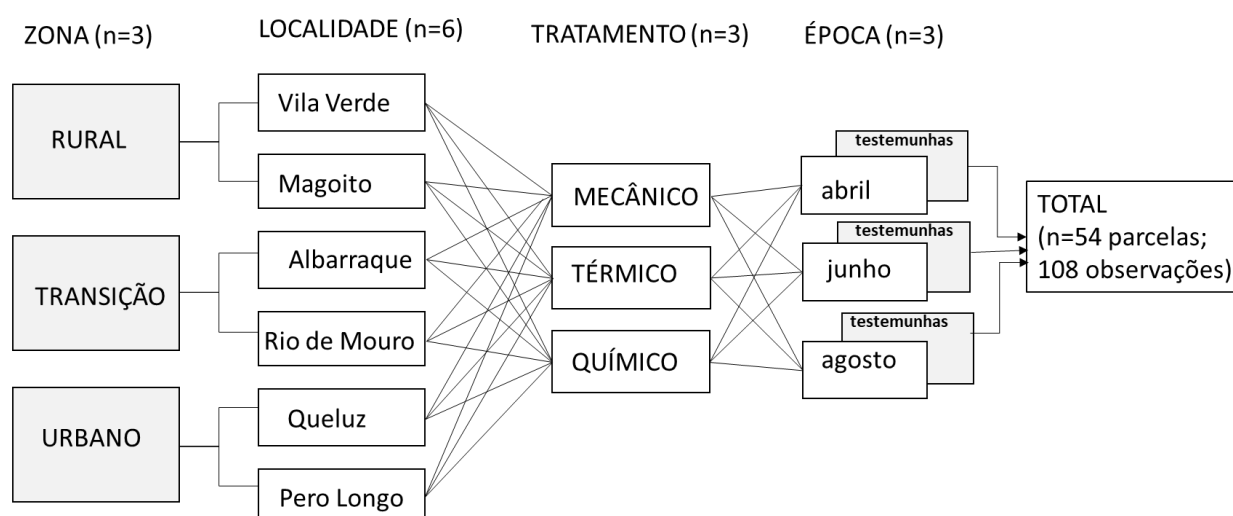 ZONA (n=3)
LOCALIDADE (n=6)
TRATAMENTO (n=3)
ÉPOCA (n=3)
RURAL
TRANSIÇÃO
URBANO
Vila Verde
Magoito
Albarraque
Rio de Mouro
Queluz
Pero Longo
MECÂNICO
TÉRMICO
QUÍMICO
testemunhas
abril
testemunhas
junho
testemunhas
agosto
TOTAL
(n=54 parcelas;
108 observações)